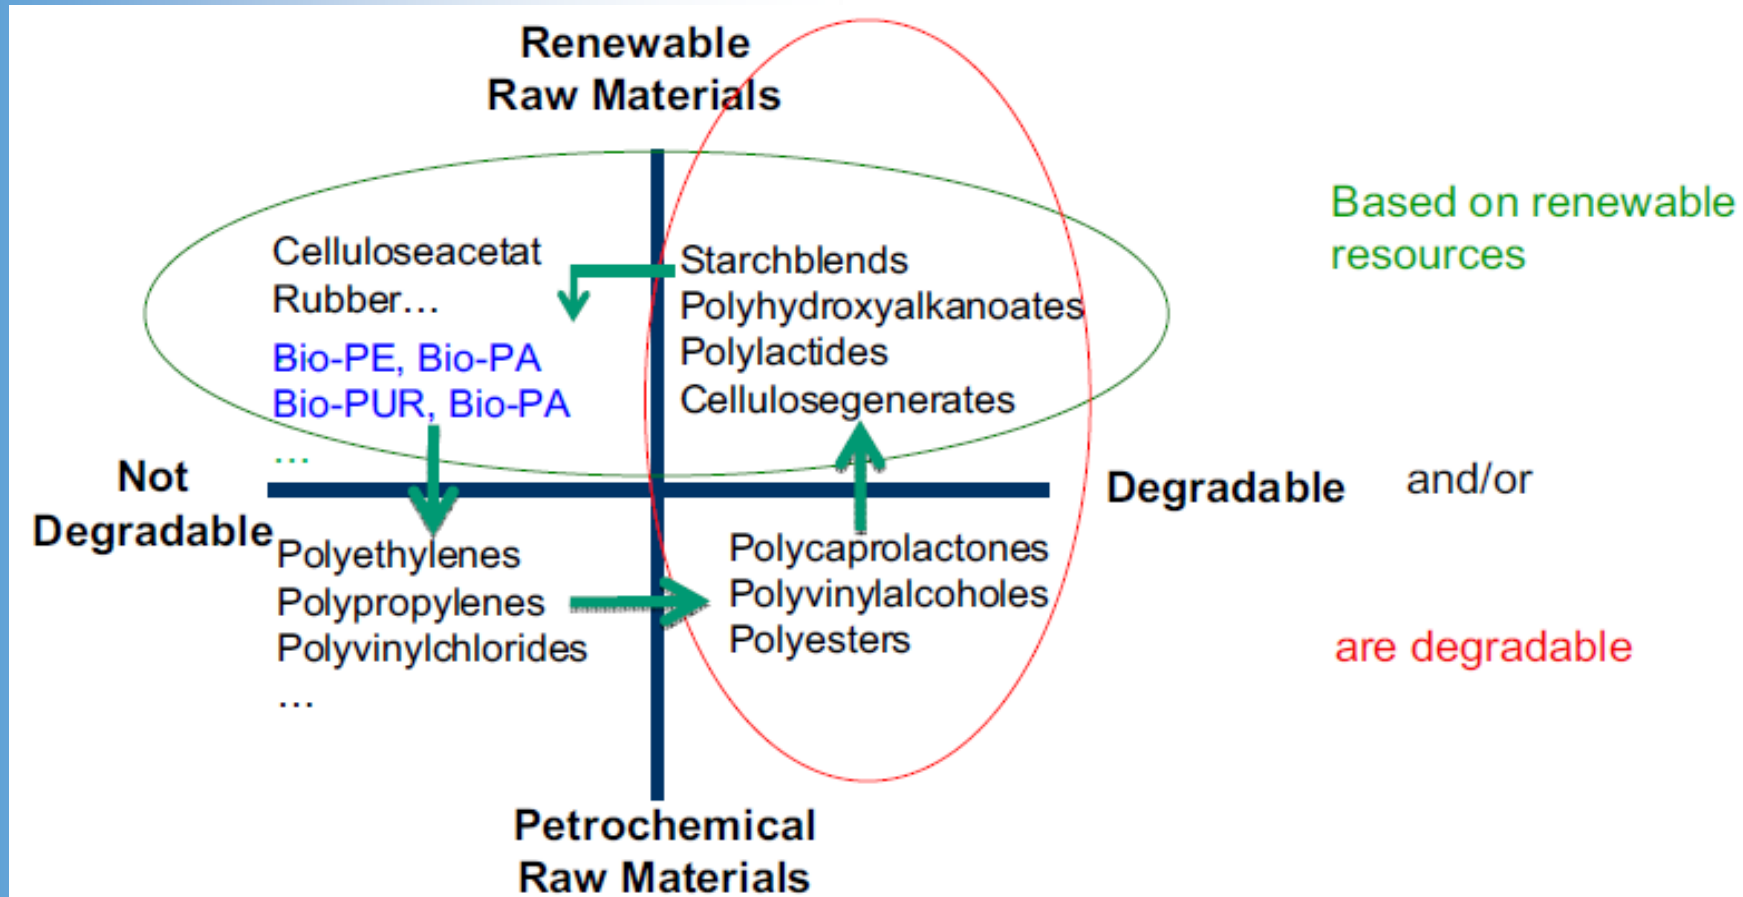 Renewable
Raw Materials
Based on renewable
resources
Celluloseacetat
Rubber...
Bio-PE, Bio-PA
Bio-PUR, Bio-PA
...
Starchblends
Polyhydroxyalkanoates
Polylactides
Cellulosegenerates
Not
Degradable
Degradable
and/or
Polyethylenes
Polypropylenes
Polyvinylchlorides
...
Polycaprolactones
Polyvinylalcoholes
Polyesters
are degradable
Petrochemical
Raw Materials